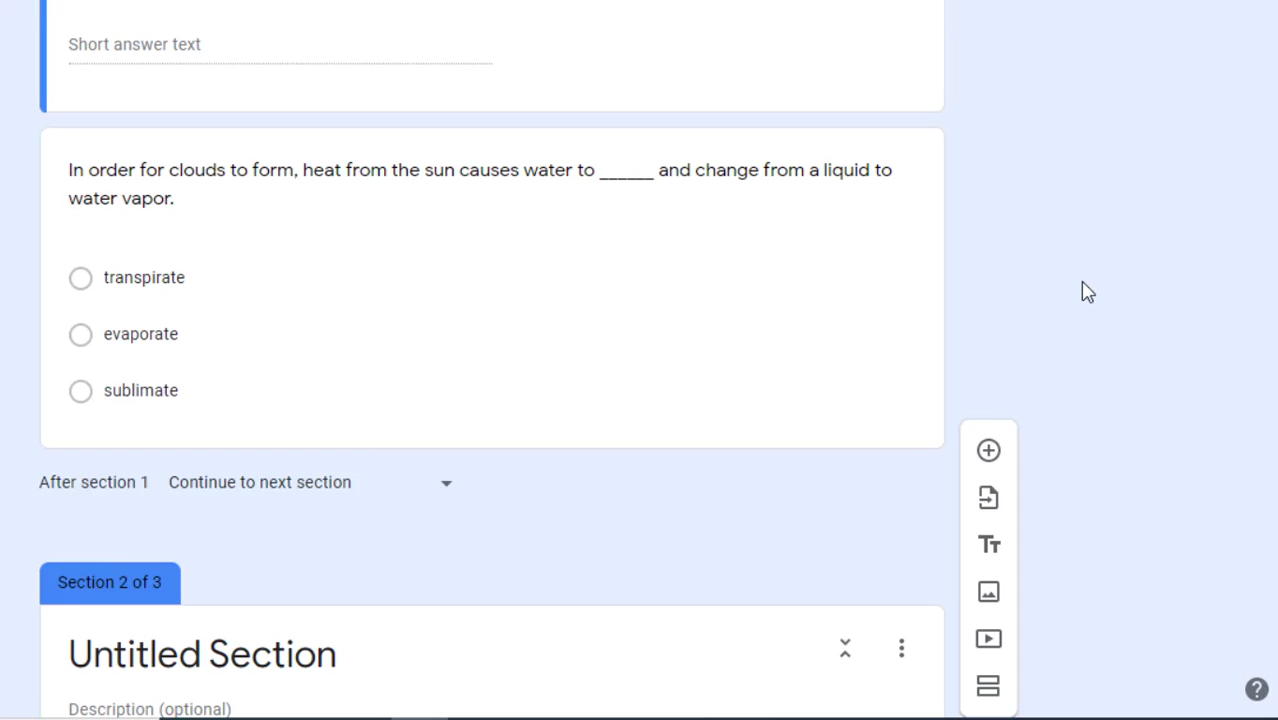 Short answer text
In order for clouds to form, heat from the sun causes water to ______ and change from a liquid to
water vapor.
transpirate
evaporate
sublimate
After section 1 Continue to next section
Section 2 of 3
Untitled Section
Description (optional)